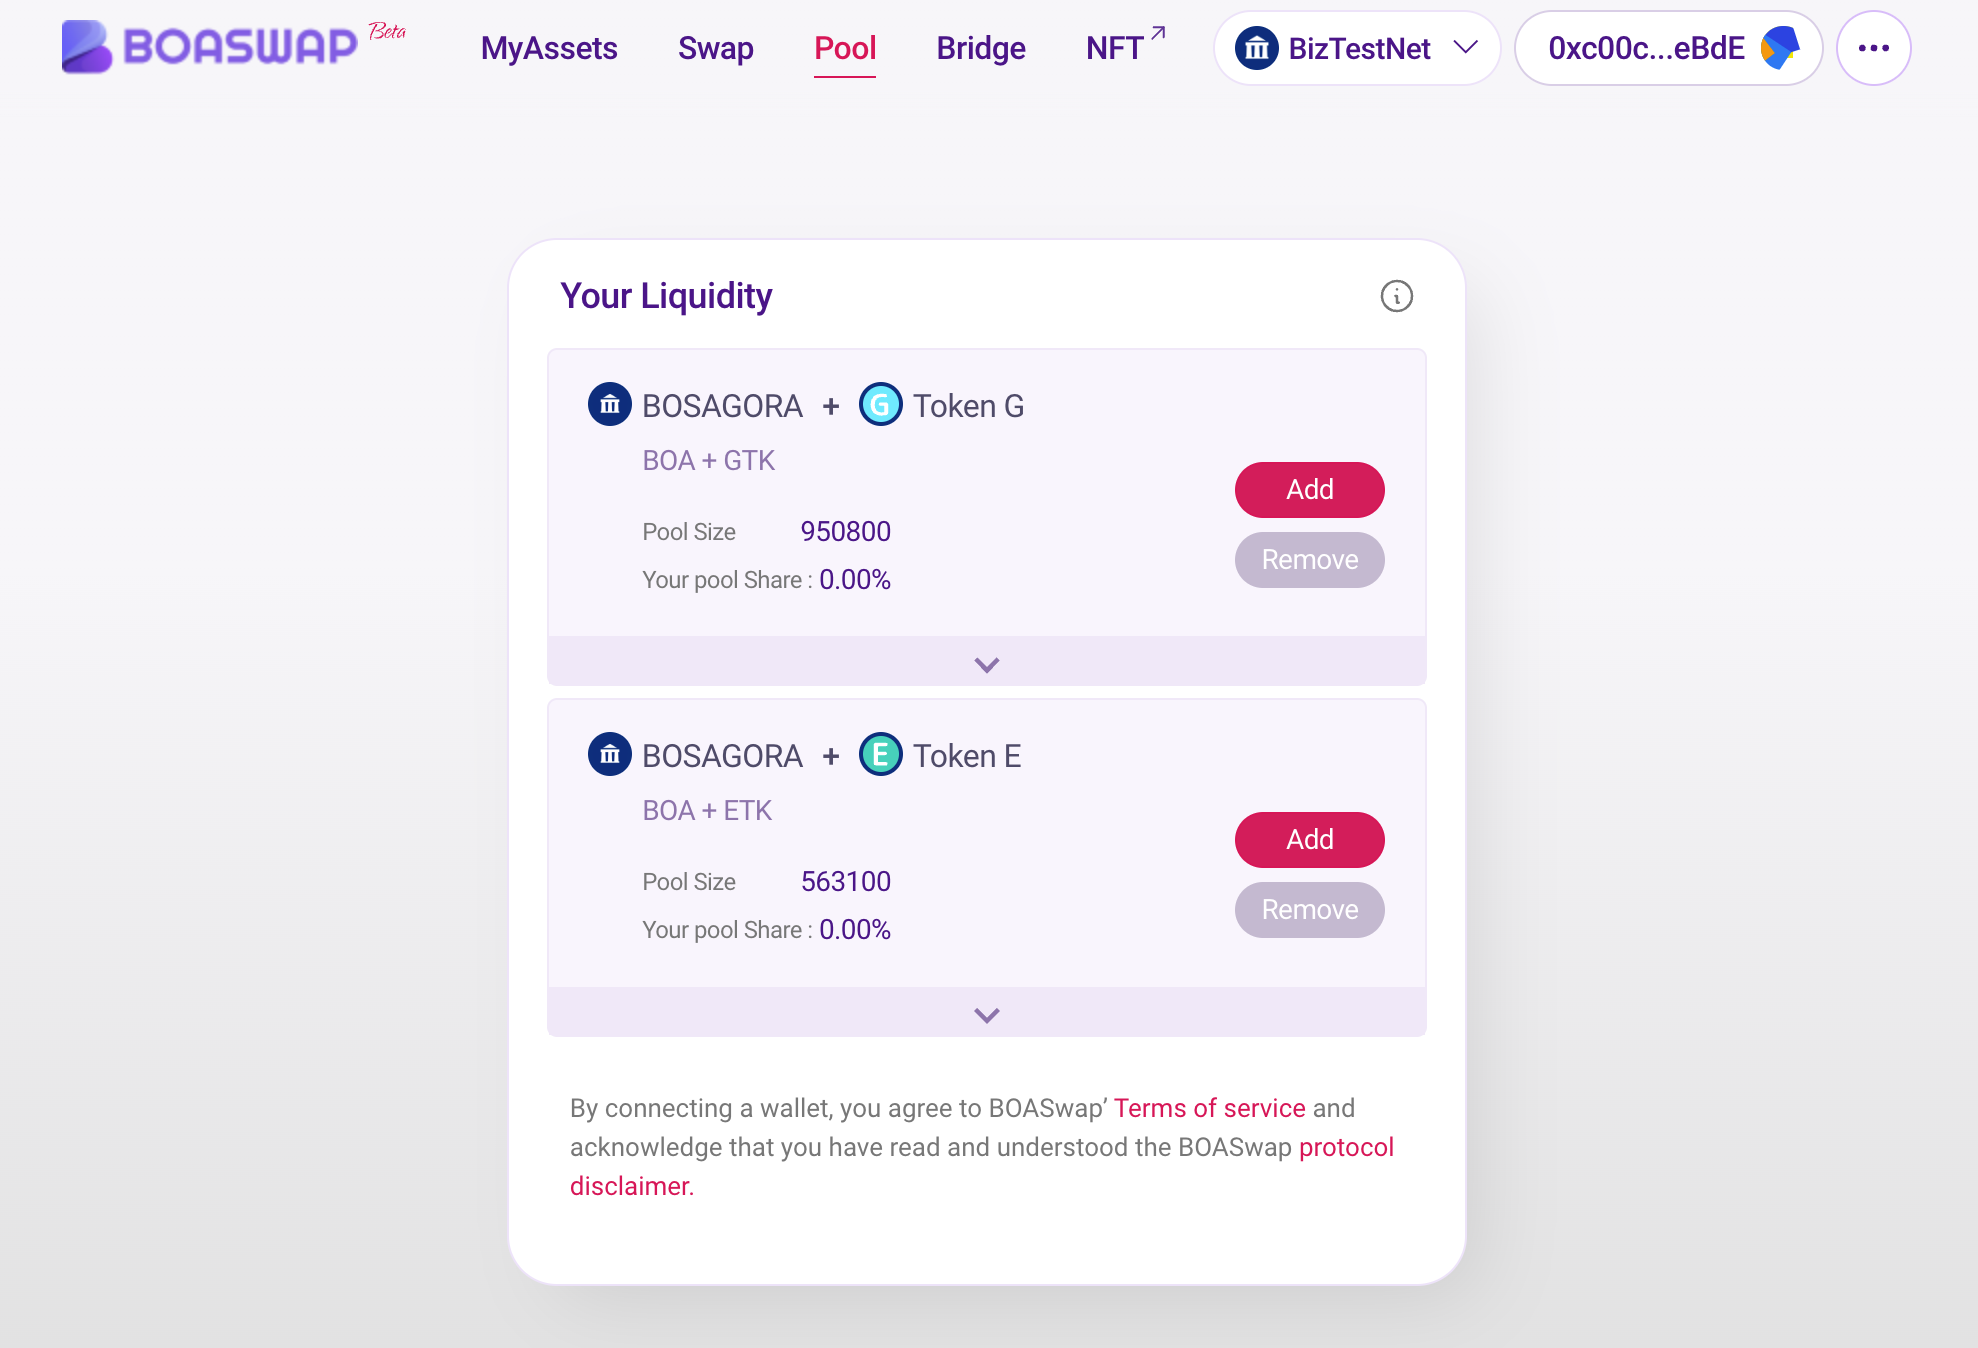 BOASWAP Beta
MyAssets Swap Pool Bridge NFT BizTestNet 0xc00c...eBdE
Your Liquidity
BOSAGORA + G Token G
BOA + GTK
Add
Pool Size 950800
Remove
Your pool Share : 0.00%
BOSAGORA + E Token E
BOA + ETK
Add
Pool Size 563100
Remove
Your pool Share : 0.00%
By connecting a wallet, you agree to BOASwap’ Terms of service and
acknowledge that you have read and understood the BOASwap protocol
disclaimer.